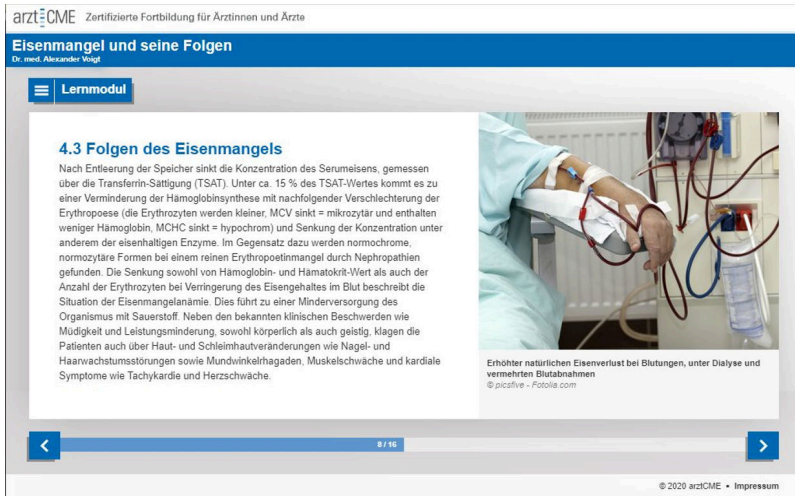 arztCME Zertifizierte Fortbildung für Ärztinnen und Ärzte
Eisenmangel und seine Folgen
Dr. med. Alexander Voigt
Lernmodul
4.3 Folgen des Eisenmangels
Nach Entleerung der Speicher sinkt die Konzentration des Serumeisens, gemessen
über die Transferrin-Sättigung (TSAT). Unter ca. 15 % des TSAT-Wertes kommt es zu
einer Verminderung der Hämoglobinsynthese mit nachfolgender Verschlechterung der
Erythropoese (die Erythrozyten werden kleiner, MCV sinkt = mikrozytär und enthalten
weniger Hämoglobin, MCHC sinkt = hypochrom) und Senkung der Konzentration unter
anderem der eisenhaltigen Enzyme. Im Gegensatz dazu werden normochrome,
normozytäre Formen bei einem reinen Erythropoetinmangel durch Nephropathien
gefunden. Die Senkung sowohl von Hämoglobin- und Hämatokrit-Wert als auch der
Anzahl der Erythrozyten bei Verringerung des Eisengehaltes im Blut beschreibt die
Situation der Eisenmangelanämie. Dies führt zu einer Minderversorgung des
Organismus mit Sauerstoff. Neben den bekannten klinischen Beschwerden wie
Müdigkeit und Leistungsminderung, sowohl körperlich als auch geistig, klagen die
Patienten auch über Haut- und Schleimhautveränderungen wie Nagel- und
Haarwachstumsstörungen sowie Mundwinkelrhagaden, Muskelschwäche und kardiale
Symptome wie Tachykardie und Herzschwäche.
Erhöhter natürlichen Eisenverlust bei Blutungen, unter Dialyse und
vermehrten Blutabnahmen
© picsfive - Fotolia.com
8 / 16
© 2020 arztCME • Impressum